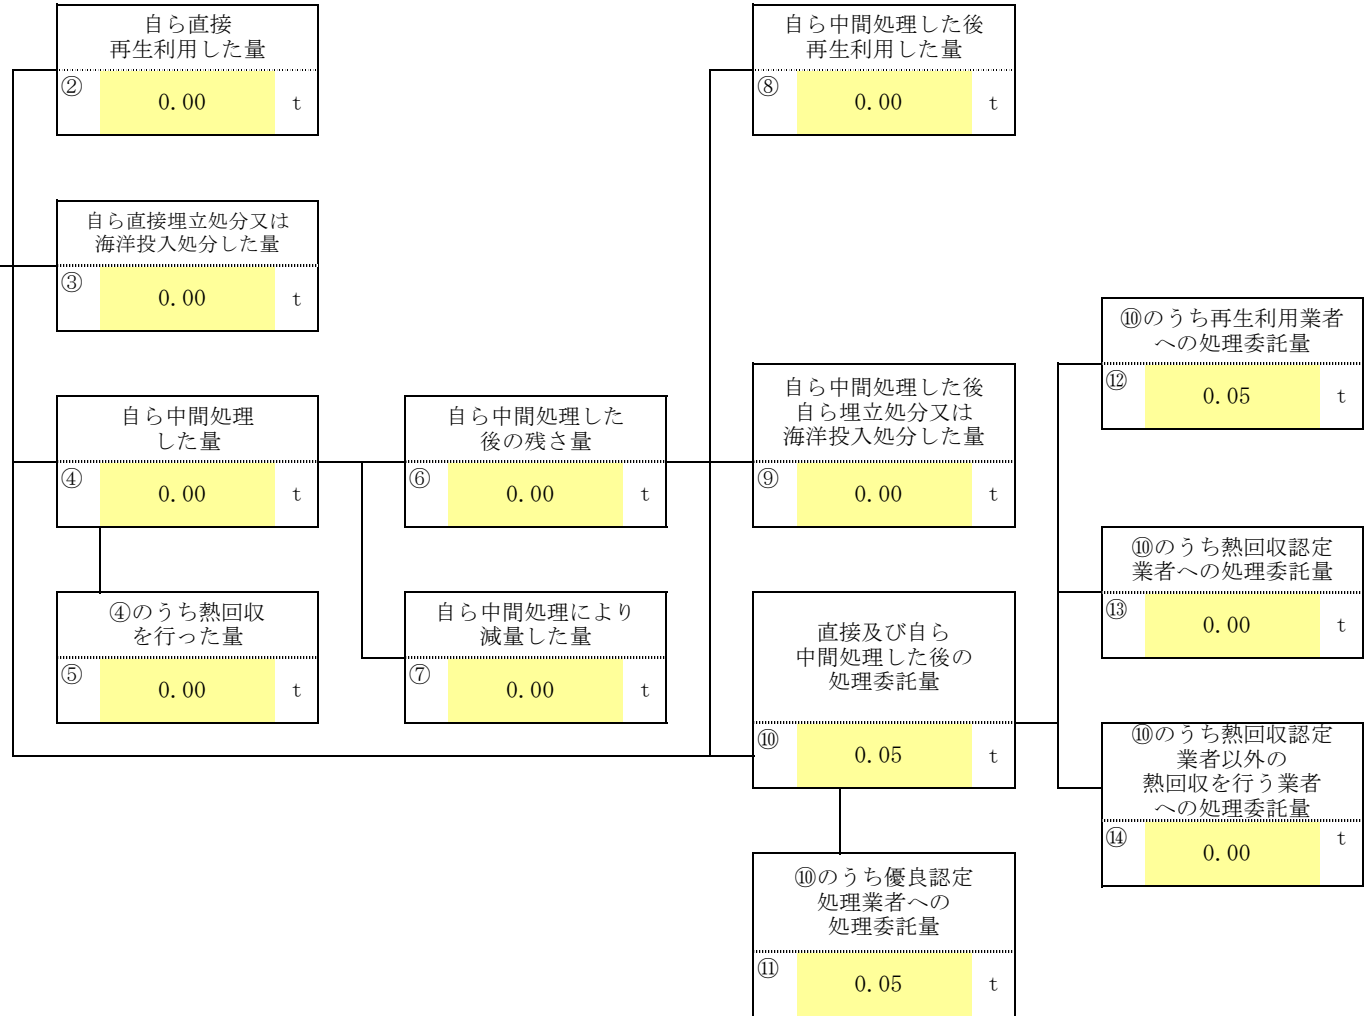 自ら直接
再生利用した量
② 0.00 t
自ら中間処理した後
再生利用した量
⑧ 0.00 t
自ら直接埋立処分又は
海洋投入処分した量
③ 0.00 t
⑩のうち再生利用業者
への処理委託量
⑫ 0.05 t
自ら中間処理
した量
④ 0.00 t
自ら中間処理した
後の残さ量
⑥ 0.00 t
自ら中間処理した後
自ら埋立処分又は
海洋投入処分した量
⑨ 0.00 t
⑩のうち熱回収認定
業者への処理委託量
⑬ 0.00 t
④のうち熱回収
を行った量
⑤ 0.00 t
自ら中間処理により
減量した量
⑦ 0.00 t
直接及び自ら
中間処理した後の
処理委託量
⑩ 0.05 t
⑩のうち熱回収認定
業者以外の
熱回収を行う業者
への処理委託量
⑭ 0.00 t
⑩のうち優良認定
処理業者への
処理委託量
⑪ 0.05 t